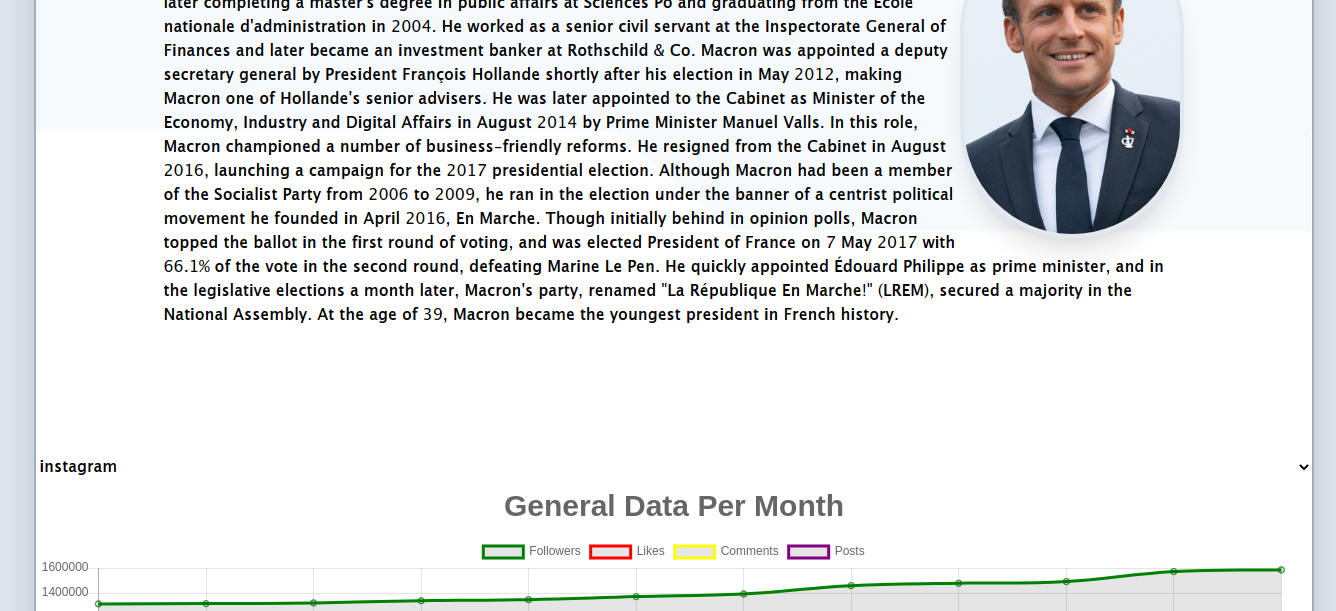 later completing a master's degree in public affairs at Sciences Po and graduating from the École
nationale d'administration in 2004. He worked as a senior civil servant at the Inspectorate General of
Finances and later became an investment banker at Rothschild & Co. Macron was appointed a deputy
secretary general by President François Hollande shortly after his election in May 2012, making
Macron one of Hollande's senior advisers. He was later appointed to the Cabinet as Minister of the
Economy, Industry and Digital Affairs in August 2014 by Prime Minister Manuel Valls. In this role,
Macron championed a number of business-friendly reforms. He resigned from the Cabinet in August
2016, launching a campaign for the 2017 presidential election. Although Macron had been a member
of the Socialist Party from 2006 to 2009, he ran in the election under the banner of a centrist political
movement he founded in April 2016, En Marche. Though initially behind in opinion polls, Macron
topped the ballot in the first round of voting, and was elected President of France on 7 May 2017 with
66.1% of the vote in the second round, defeating Marine Le Pen. He quickly appointed Édouard Philippe as prime minister, and in
the legislative elections a month later, Macron's party, renamed "La République En Marche!" (LREM), secured a majority in the
National Assembly. At the age of 39, Macron became the youngest president in French history.
instagram
General Data Per Month
Followers Likes Comments Posts
1600000
1400000